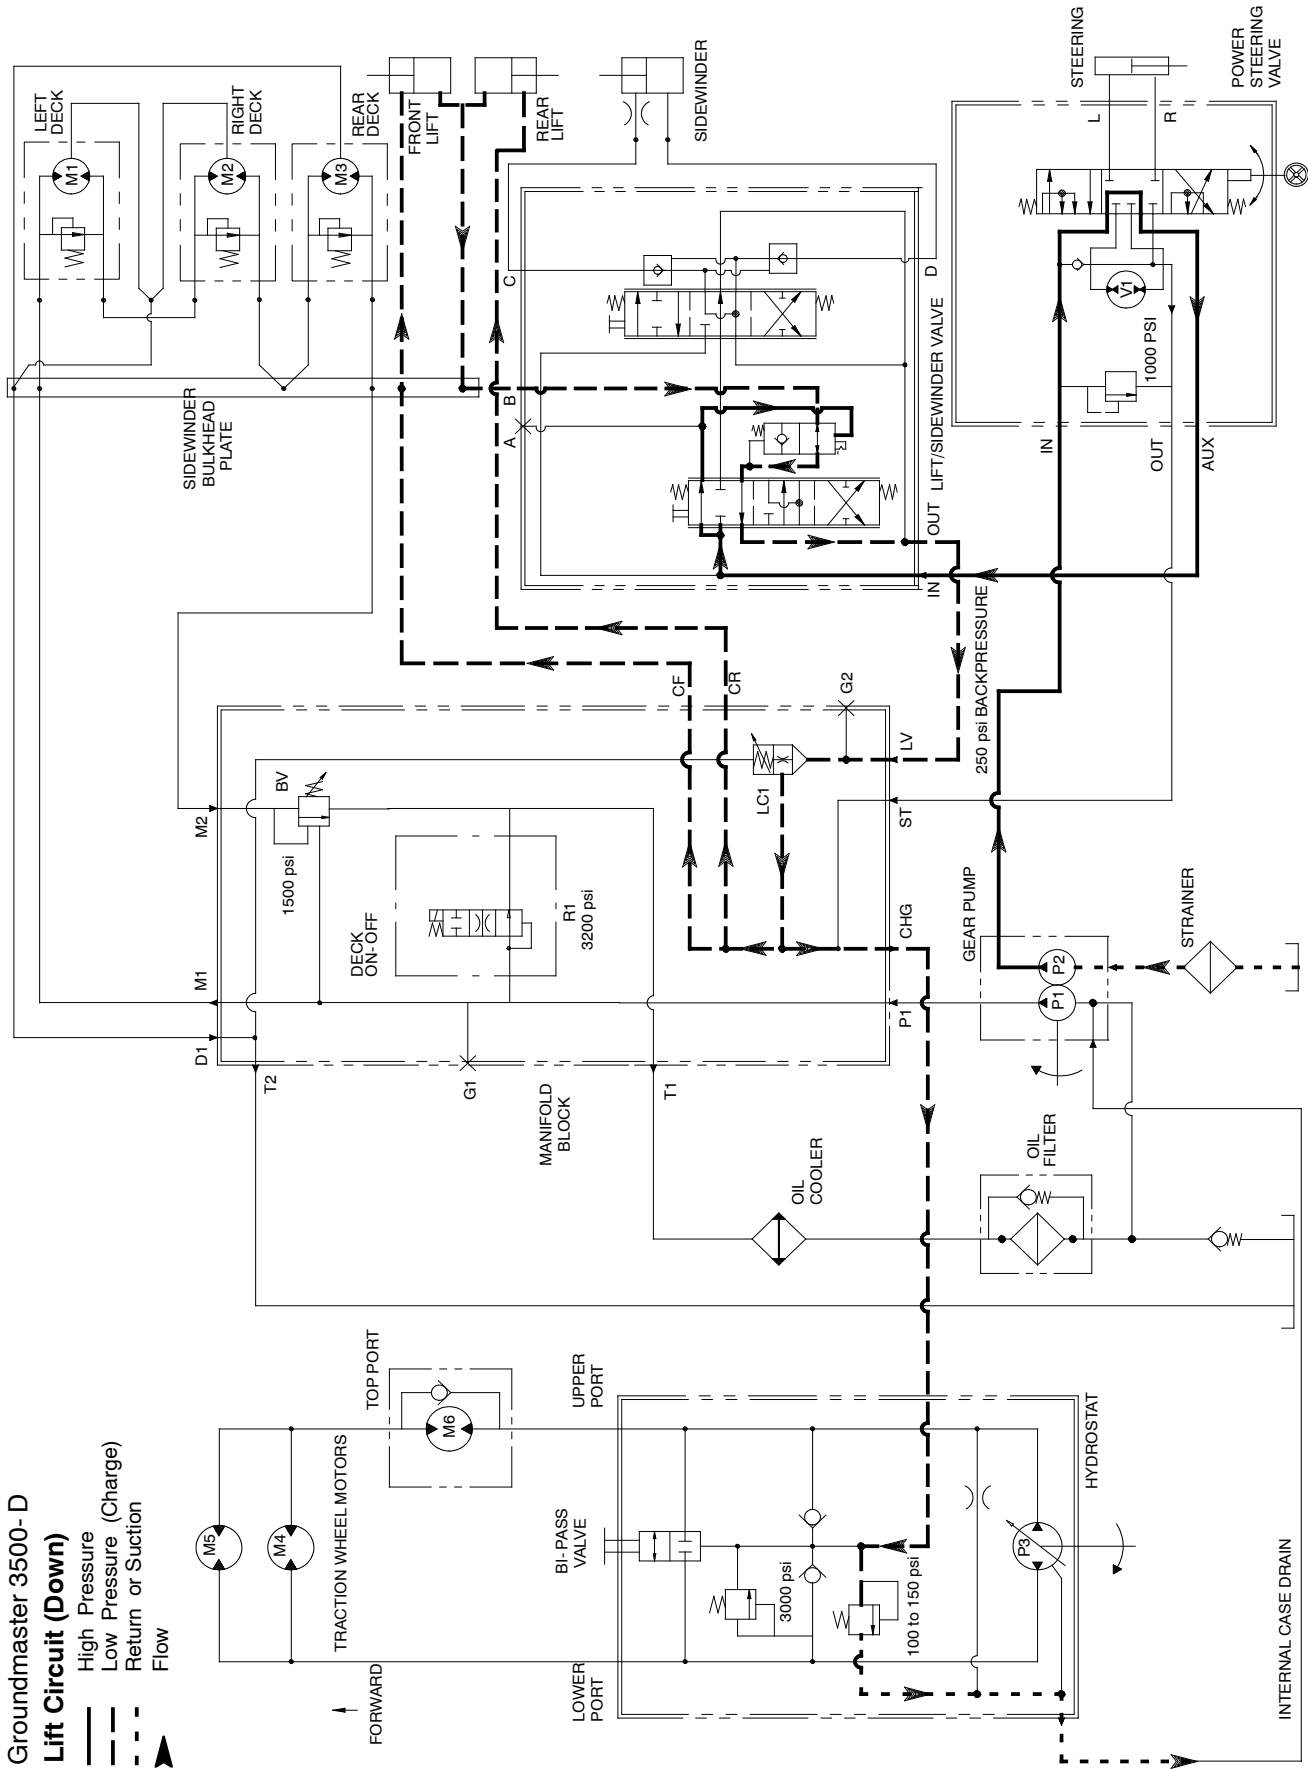 Groundmaster 3500- D
Lift Circuit (Down)
High Pressure
Low Pressure (Charge)
Return or Suction
Flow
FORWARD
M5
M4
TRACTION WHEEL MOTORS
TOP PORT
M6
LOWER
PORT
UPPER
PORT
BI- PASS
VALVE
3000 psi
100 to 150 psi
P3
HYDROSTAT
INTERNAL CASE DRAIN
OIL
COOLER
OIL
FILTER
MANIFOLD
BLOCK
D1
T2
M1
M2
G1
T1
P1
CHG
ST
LV
G2
CF
CR
BV
1500 psi
DECK
ON- OFF
R1
3200 psi
LC1
GEAR PUMP
P1
P2
STRAINER
250 psi BACKPRESSURE
SIDEWINDER
BULKHEAD
PLATE
LEFT
DECK
M1
RIGHT
DECK
M2
REAR
DECK
M3
FRONT
LIFT
REAR
LIFT
SIDEWINDER
A
B
C
D
IN
OUT
LIFT/SIDEWINDER VALVE
IN
OUT
AUX
1000 PSI
V1
L
R
STEERING
POWER
STEERING
VALVE